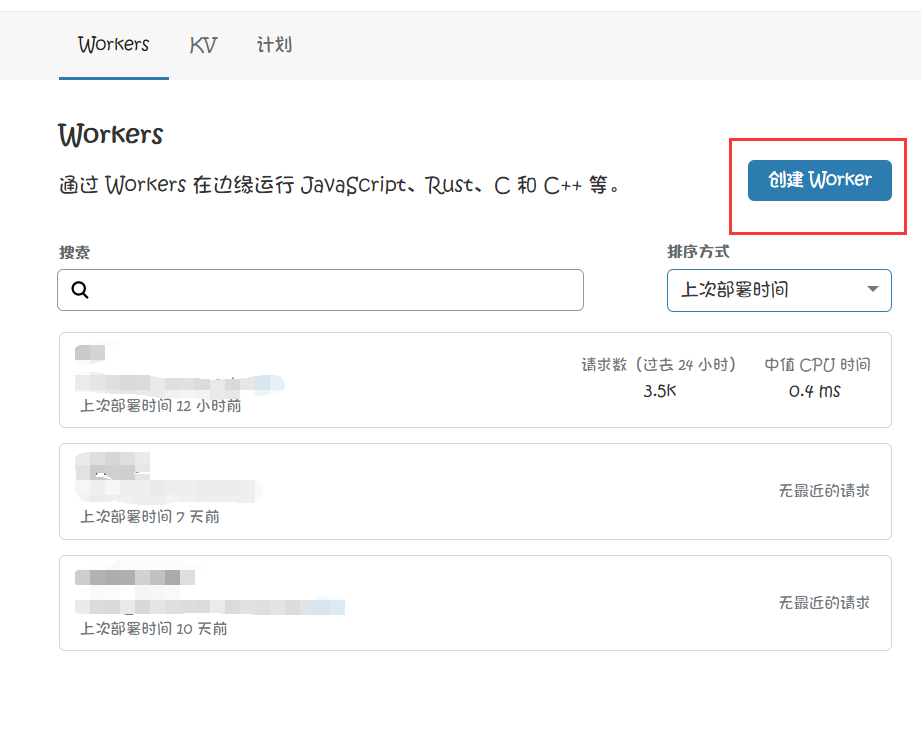 Workers KV 计划
Workers
通过 Workers 在边缘运行 JavaScript、Rust、C 和 C++ 等。
创建 Worker
搜索
排序方式
上次部署时间
请求数（过去 24 小时） 中值 CPU 时间
3.5K 0.4 ms
上次部署时间 12 小时前
无最近的请求
上次部署时间 7 天前
无最近的请求
上次部署时间 10 天前